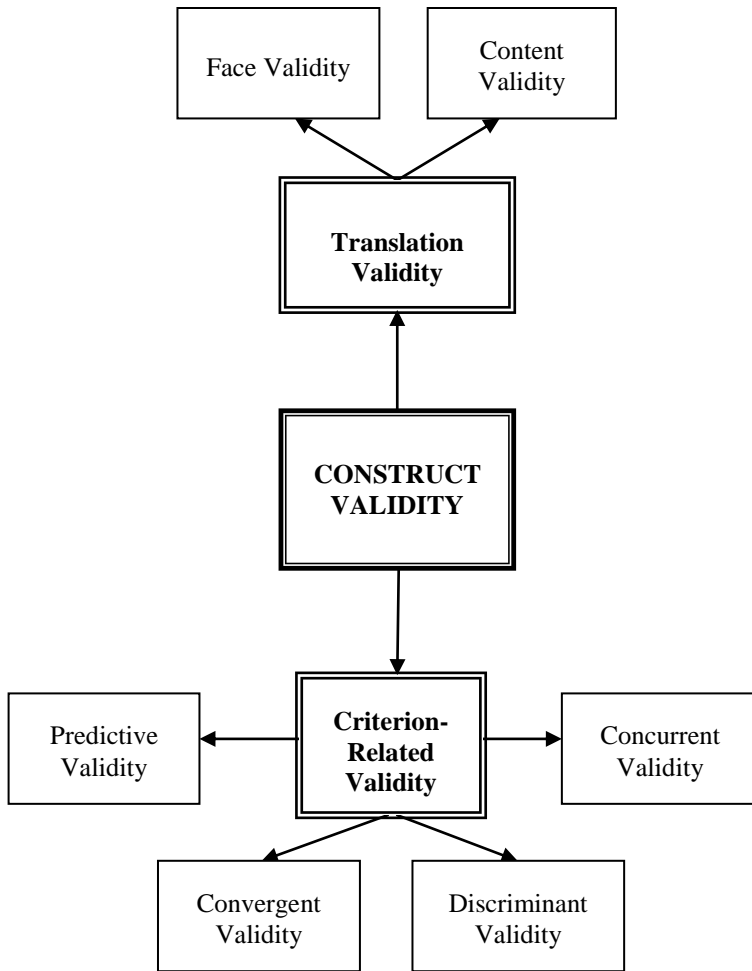 Face Validity
Content
Validity
Translation
Validity
CONSTRUCT
VALIDITY
Predictive
Validity
Criterion-
Related
Validity
Concurrent
Validity
Convergent
Validity
Discriminant
Validity